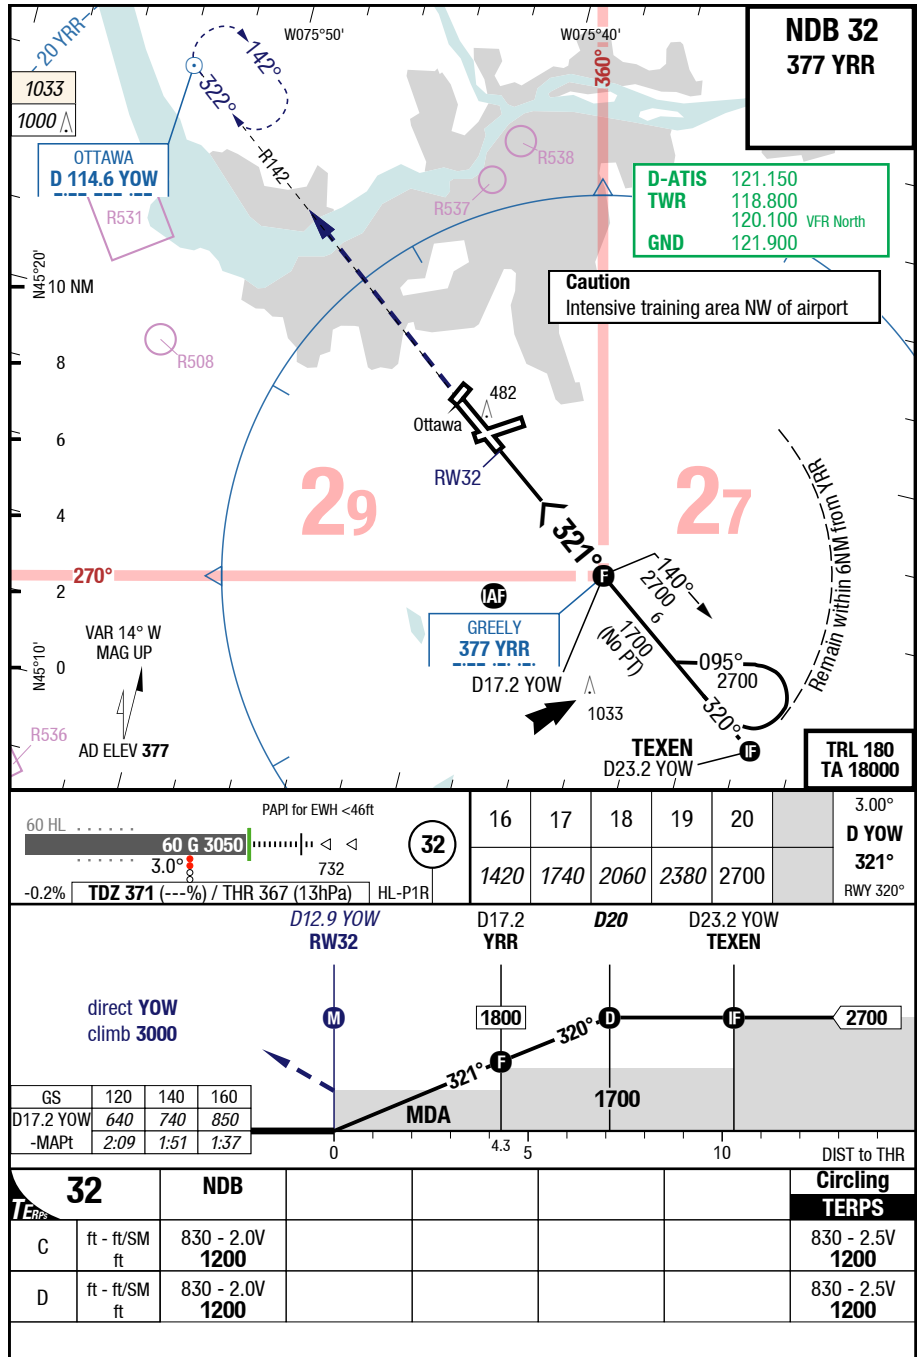 NDB 32
377 YRR
20 YRR
W075°50'
W075°40'
360°
1033
1000
142°
322°
OTTAWA
D 114.6 YOW
R142
R531
R538
R537
D-ATIS 121.150
TWR 118.800
120.100 VFR North
GND 121.900
Caution
Intensive training area NW of airport
N45°20'
10 NM
8
6
4
2
0
N45°10'
R508
482
Ottawa
RW32
29
27
321°
270°
F
IAF
140°
2700
6
GREELY
377 YRR
D17.2 YOW
1700
(No PT)
Remain within 6NM from YRR
095°
2700
320°
1033
VAR 14° W
MAG UP
AD ELEV 377
R536
TEXEN
D23.2 YOW
IF
TRL 180
TA 18000
60 HL
PAPI for EWH <46ft
60 G 3050
3.0°
732
32
-0.2% TDZ 371 (---%) / THR 367 (13hPa) HL-P1R
16 17 18 19 20
1420 1740 2060 2380 2700
3.00°
D YOW
321°
RWY 320°
D12.9 YOW
RW32
D17.2
YRR
D20
D23.2 YOW
TEXEN
direct YOW
climb 3000
M
1800
D
IF
2700
320°
321°
F
MDA
1700
GS 120 140 160
D17.2 YOW 640 740 850
-MAPt 2:09 1:51 1:37
0 4.3 5 10 DIST to THR
TERPS 32 NDB Circling
TERPS
C ft - ft/SM 830 - 2.0V 830 - 2.5V
ft 1200 1200
D ft - ft/SM 830 - 2.0V 830 - 2.5V
ft 1200 1200